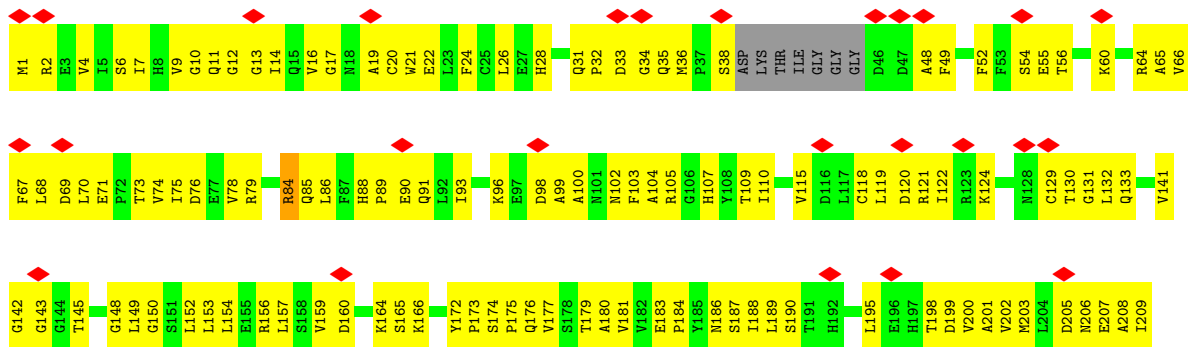 M1 R2 E3 V4 I5 S6 I7 H8 V9 G10 Q11 G12 G13 I14 Q15 V16 G17 N18 A19 C20 W21 E22 L23 F24 C25 L26 E27 H28 Q31 P32 D33 G34 Q35 M36 P37 S38 ASP LYS THR ILE GLY GLY GLY D46 D47 A48 F49 F52 F53 S54 E55 T56 K60 R64 A65 V66
F67 L68 D69 L70 E71 P72 T73 V74 I75 D76 E77 V78 R79 R84 Q85 L86 F87 H88 P89 E90 Q91 L92 I93 K96 E97 D98 A99 A100 N101 N102 F103 A104 R105 G106 H107 Y108 T109 I110 V115 D116 L117 C118 L119 D120 R121 I122 R123 K124 N128 C129 T130 G131 L132 Q133 V141
G142 G143 G144 T145 G148 L149 G150 S151 L152 L153 L154 E155 R156 L157 S158 V159 D160 K164 S165 K166 Y172 P173 S174 P175 Q176 V177 S178 T179 A180 V181 V182 E183 P184 Y185 N186 S187 I188 L189 S190 T191 H192 L195 E196 H197 T198 D199 V200 A201 V202 M203 L204 D205 N206 E207 A208 I209